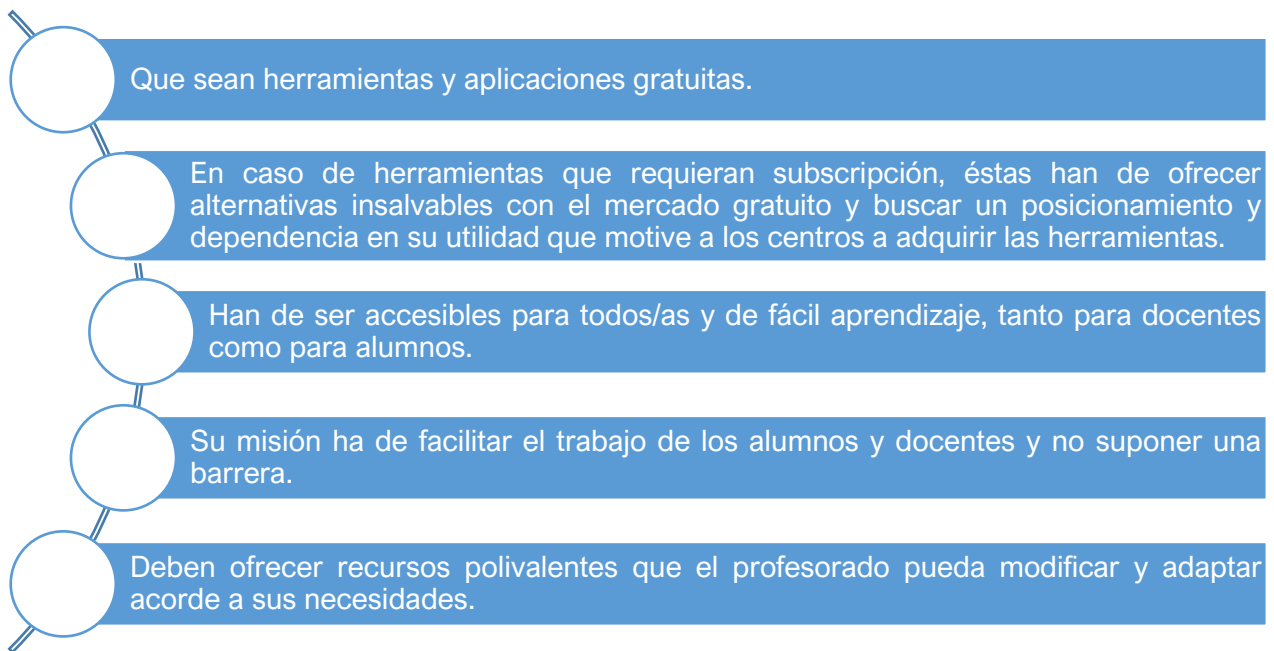 Que sean herramientas y aplicaciones gratuitas.
En caso de herramientas que requieran subscripción, éstas han de ofrecer
alternativas insalvables con el mercado gratuito y buscar un posicionamiento y
dependencia en su utilidad que motive a los centros a adquirir las herramientas.
Han de ser accesibles para todos/as y de fácil aprendizaje, tanto para docentes
como para alumnos.
Su misión ha de facilitar el trabajo de los alumnos y docentes y no suponer una
barrera.
Deben ofrecer recursos polivalentes que el profesorado pueda modificar y adaptar
acorde a sus necesidades.